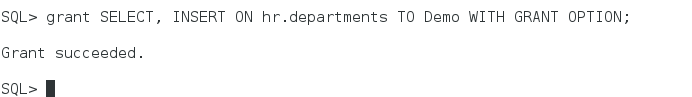 SQL> grant SELECT, INSERT ON hr.departments TO Demo WITH GRANT OPTION;
Grant succeeded.
SQL>